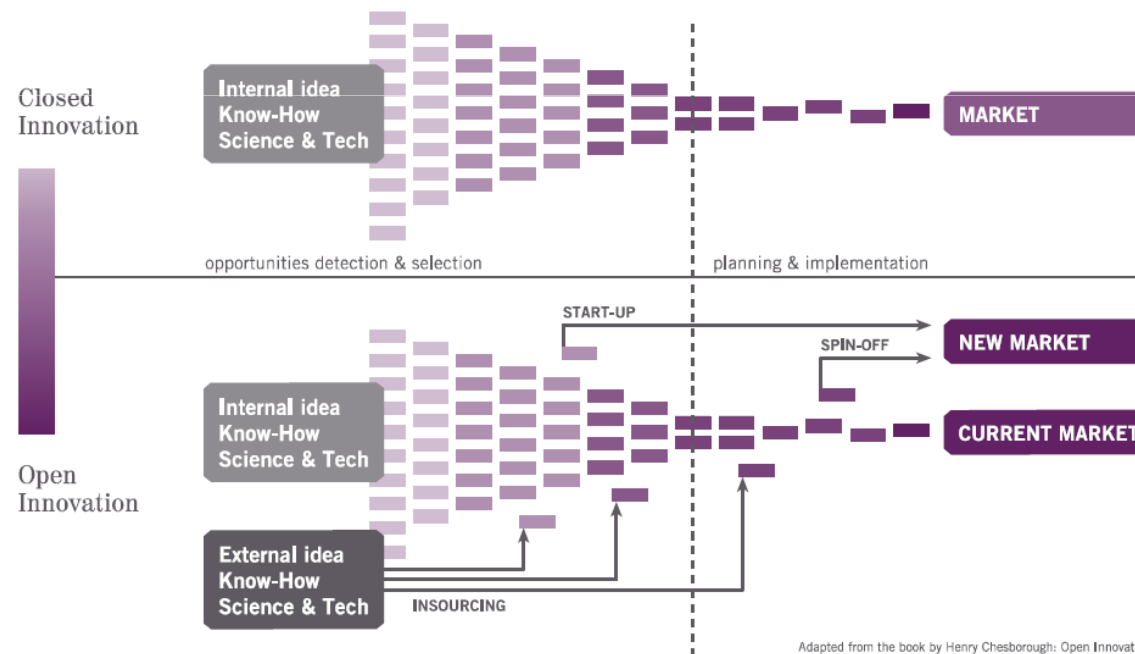 Closed
Innovation
Internal idea
Know-How
Science & Tech
MARKET
opportunities detection & selection
planning & implementation
START-UP
SPIN-OFF
NEW MARKET
Internal idea
Know-How
Science & Tech
CURRENT MARKET
Open
Innovation
External idea
Know-How
Science & Tech
INSOURCING
Adapted from the book by Henry Chesborough: Open Innovat